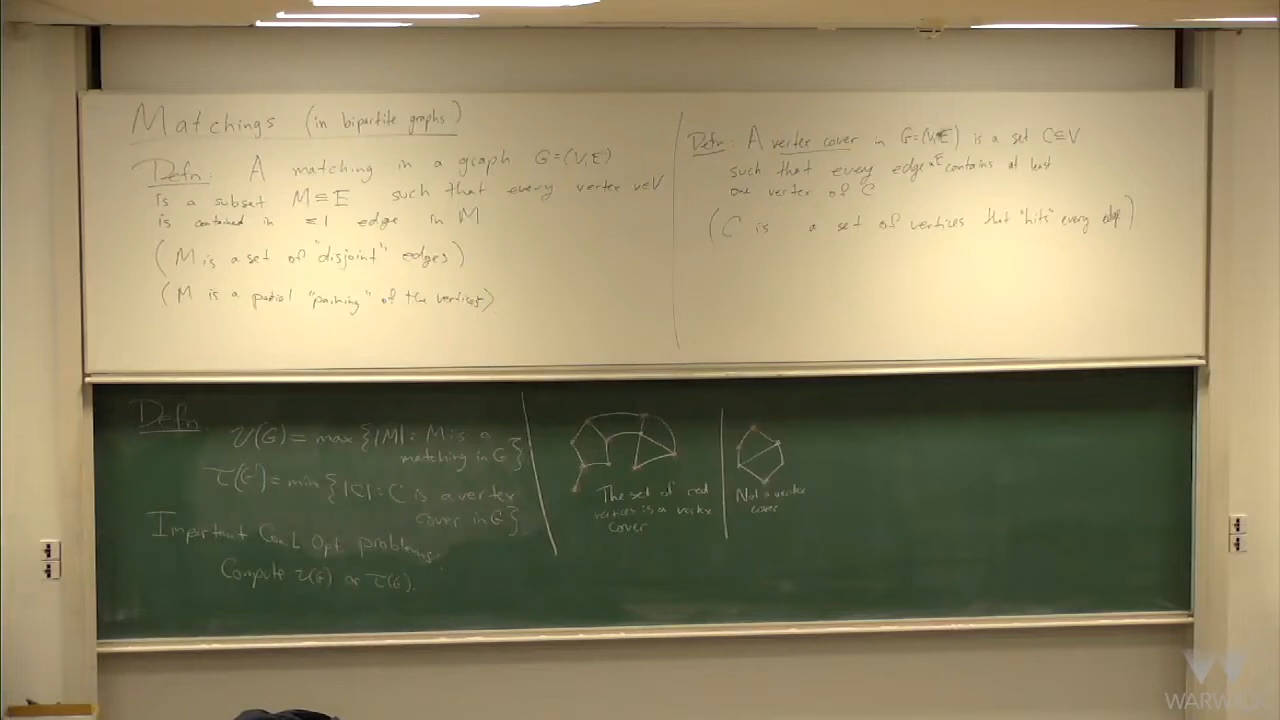 Matchings (in bipartite graphs)
Defn: A matching in a graph G=(V,E)
is a subset M⊆E such that every vertex v∈V
is contained in ≤1 edge in M
(M is a set of "disjoint" edges)
(M is a partial "pairing" of the vertices)
Defn: A vertex cover in G=(V,E) is a set C⊆V
such that every edge e∈E contains at least
one vertex of C
(C is a set of vertices that "hits" every edge)
Defn
ν(G) = max {|M| : M is a
matching in G}
τ(G) = min {|C| : C is a vertex
cover in G}
Important Comb. Opt problems:
Compute ν(G) or τ(G).
The set of red
vertices is a vertex
cover
Not a vertex
cover
WARWICK